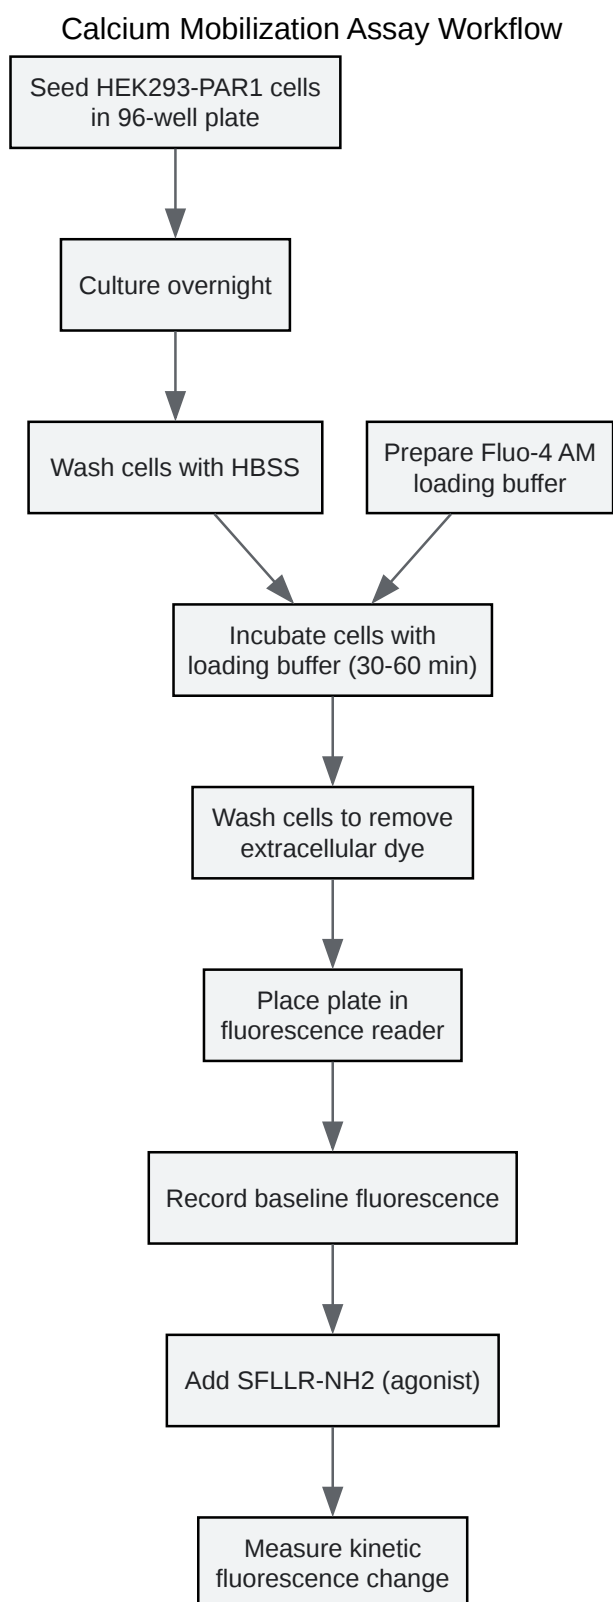 Calcium Mobilization Assay Workflow
Seed HEK293-PAR1 cells
in 96-well plate
Culture overnight
Wash cells with HBSS
Prepare Fluo-4 AM
loading buffer
Incubate cells with
loading buffer (30-60 min)
Wash cells to remove
extracellular dye
Place plate in
fluorescence reader
Record baseline fluorescence
Add SFLLR-NH2 (agonist)
Measure kinetic
fluorescence change